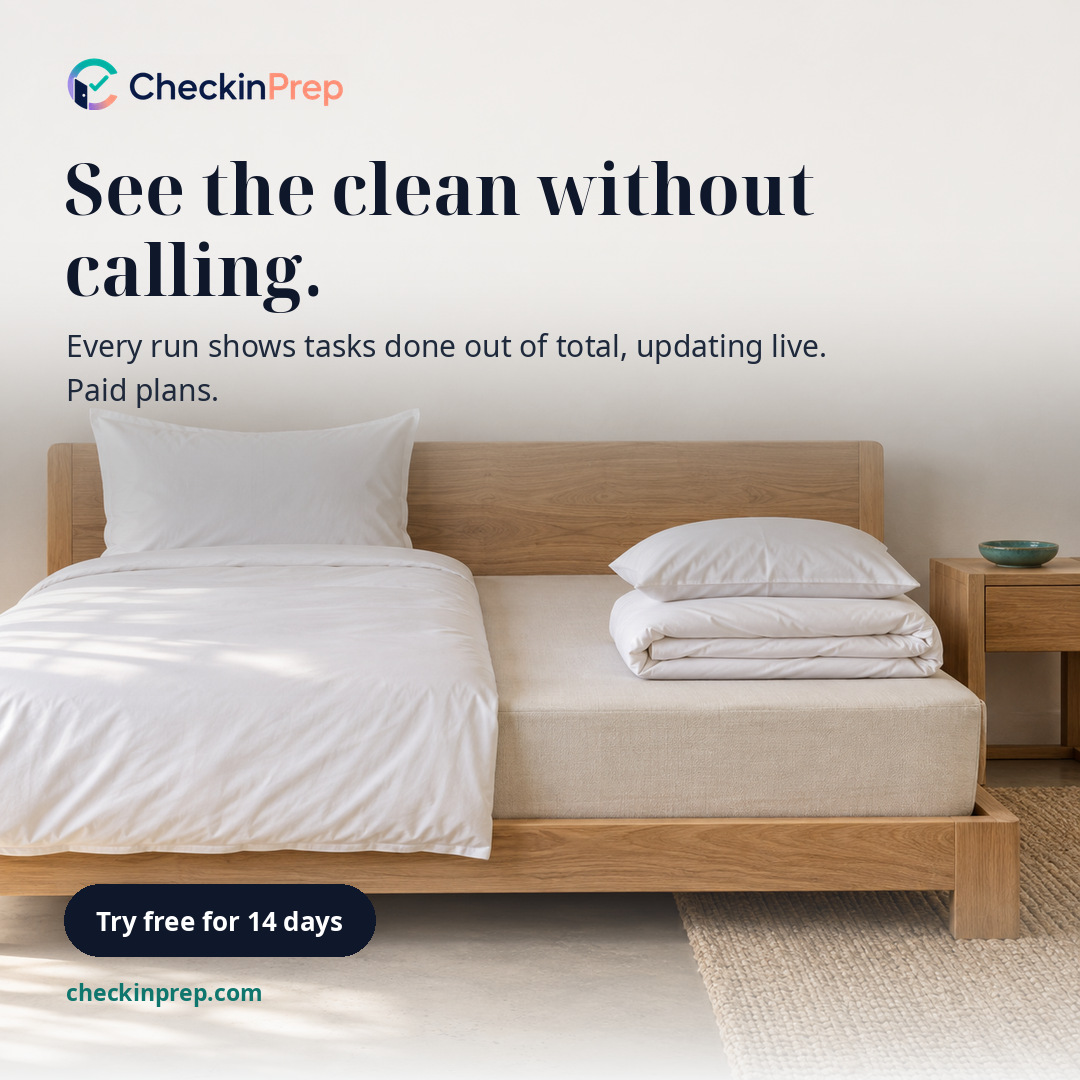 CheckinPrep
See the clean without
calling.
Every run shows tasks done out of total, updating live.
Paid plans.
Try free for 14 days
checkinprep.com